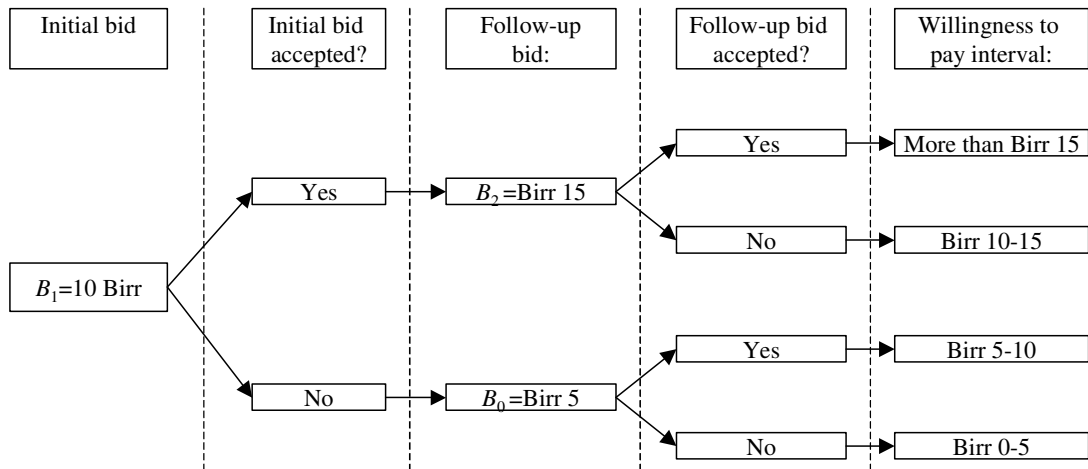 Initial bid
Initial bid
accepted?
Follow-up
bid:
Follow-up bid
accepted?
Willingness to
pay interval:
Yes
More than Birr 15
Yes
B₂=Birr 15
No
Birr 10-15
B₁=10 Birr
Yes
Birr 5-10
No
B₀=Birr 5
No
Birr 0-5